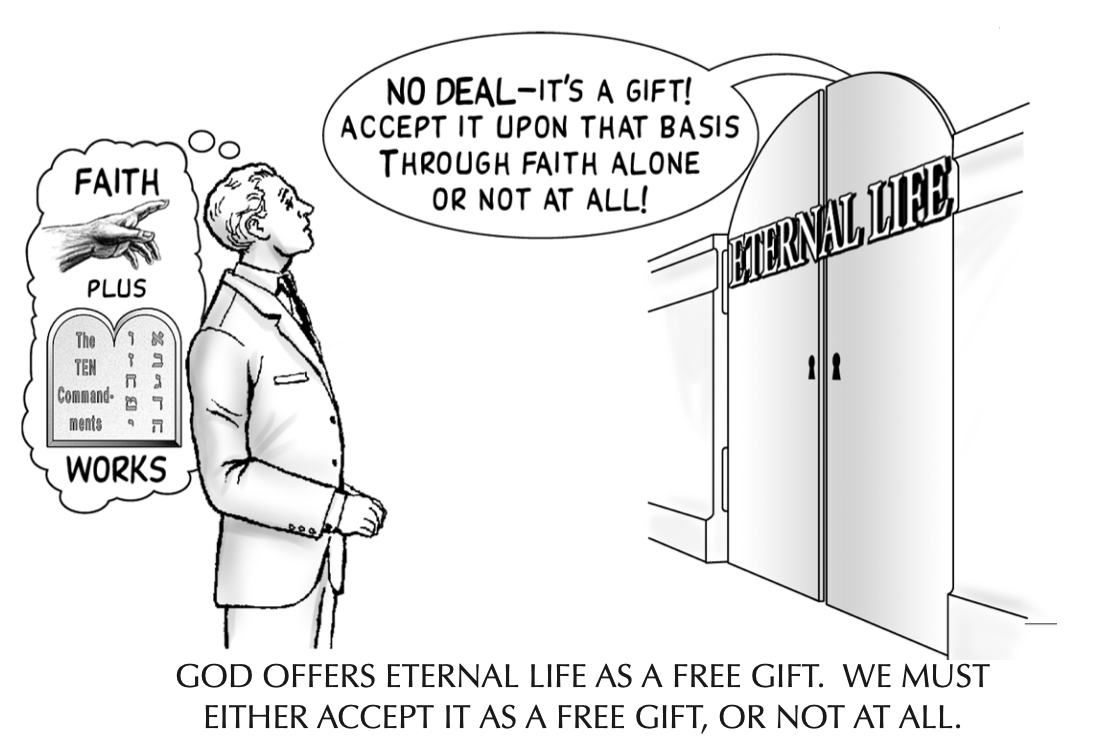 NO DEAL—IT'S A GIFT!
ACCEPT IT UPON THAT BASIS
THROUGH FAITH ALONE
OR NOT AT ALL!
FAITH
PLUS
The
TEN
Command-
ments
א ו
ב ז
ג ח
ד ט
ה י
WORKS
ETERNAL LIFE
GOD OFFERS ETERNAL LIFE AS A FREE GIFT. WE MUST
EITHER ACCEPT IT AS A FREE GIFT, OR NOT AT ALL.